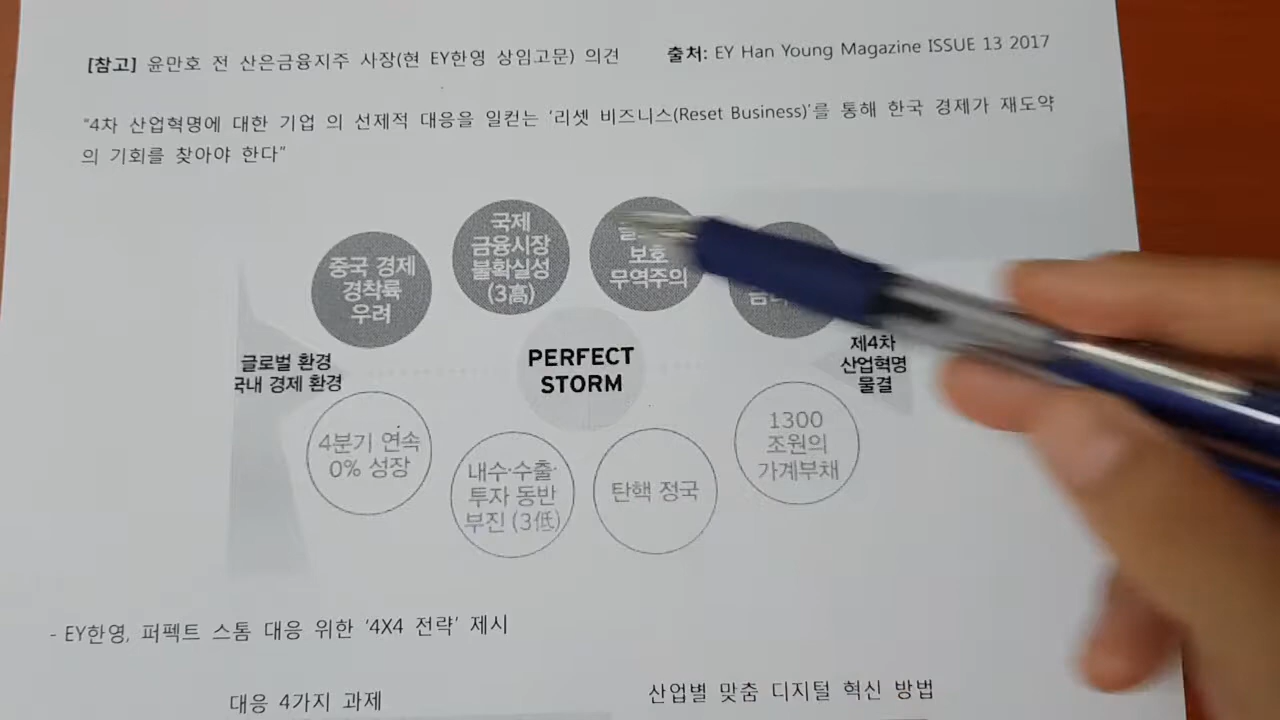 [참고] 윤만호 전 산은금융지주 사장(현 EY한영 상임고문) 의견 출처: EY Han Young Magazine ISSUE 13 2017
“4차 산업혁명에 대한 기업 의 선제적 대응을 일컫는 ‘리셋 비즈니스(Reset Business)’를 통해 한국 경제가 재도약
의 기회를 찾아야 한다”
중국 경제
경착륙
우려
국제
금융시장
불확실성
(3高)
보호
무역주의
글로벌 환경
국내 경제 환경
PERFECT
STORM
제4차
산업혁명
물결
4분기 연속
0% 성장
내수·수출·
투자 동반
부진 (3低)
탄핵 정국
1300
조원의
가계부채
- EY한영, 퍼펙트 스톰 대응 위한 ‘4X4 전략’ 제시
대응 4가지 과제
산업별 맞춤 디지털 혁신 방법